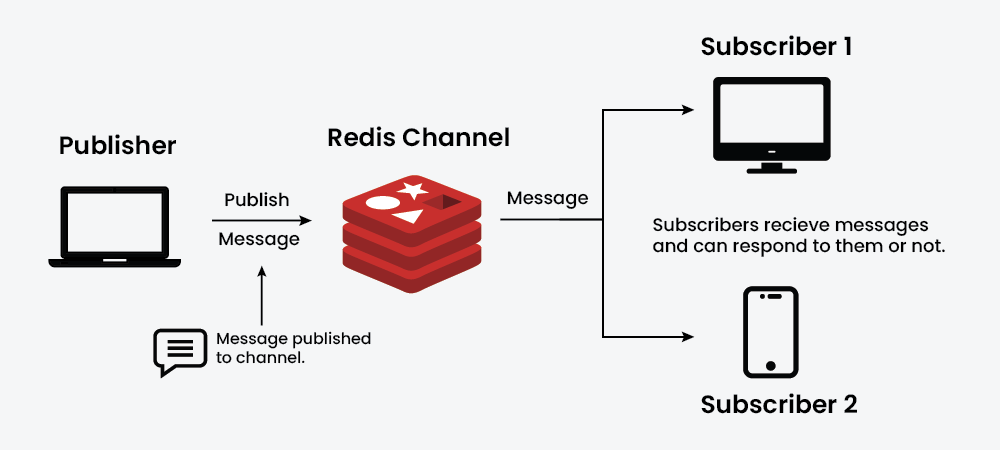 Subscriber 1
Publisher
Redis Channel
Publish
Message
Message
Subscribers recieve messages
and can respond to them or not.
Message published
to channel.
Subscriber 2